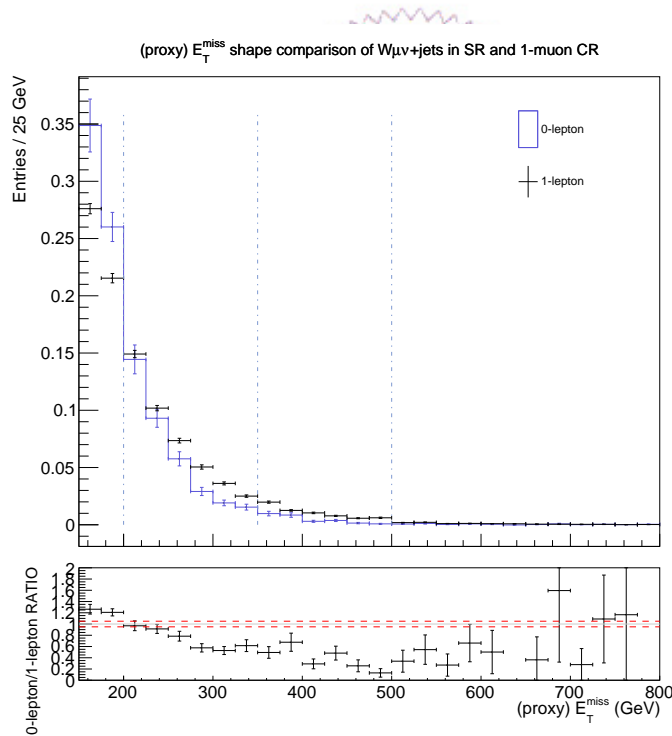 (proxy) E_T^miss shape comparison of Wμν+jets in SR and 1-muon CR
Entries / 25 GeV
0.35
0.3
0.25
0.2
0.15
0.1
0.05
0
0-lepton
1-lepton
0-lepton/1-lepton RATIO
2
1.8
1.6
1.4
1.2
1
0.8
0.6
0.4
0.2
0
200 300 400 500 600 700 800
(proxy) E_T^miss (GeV)